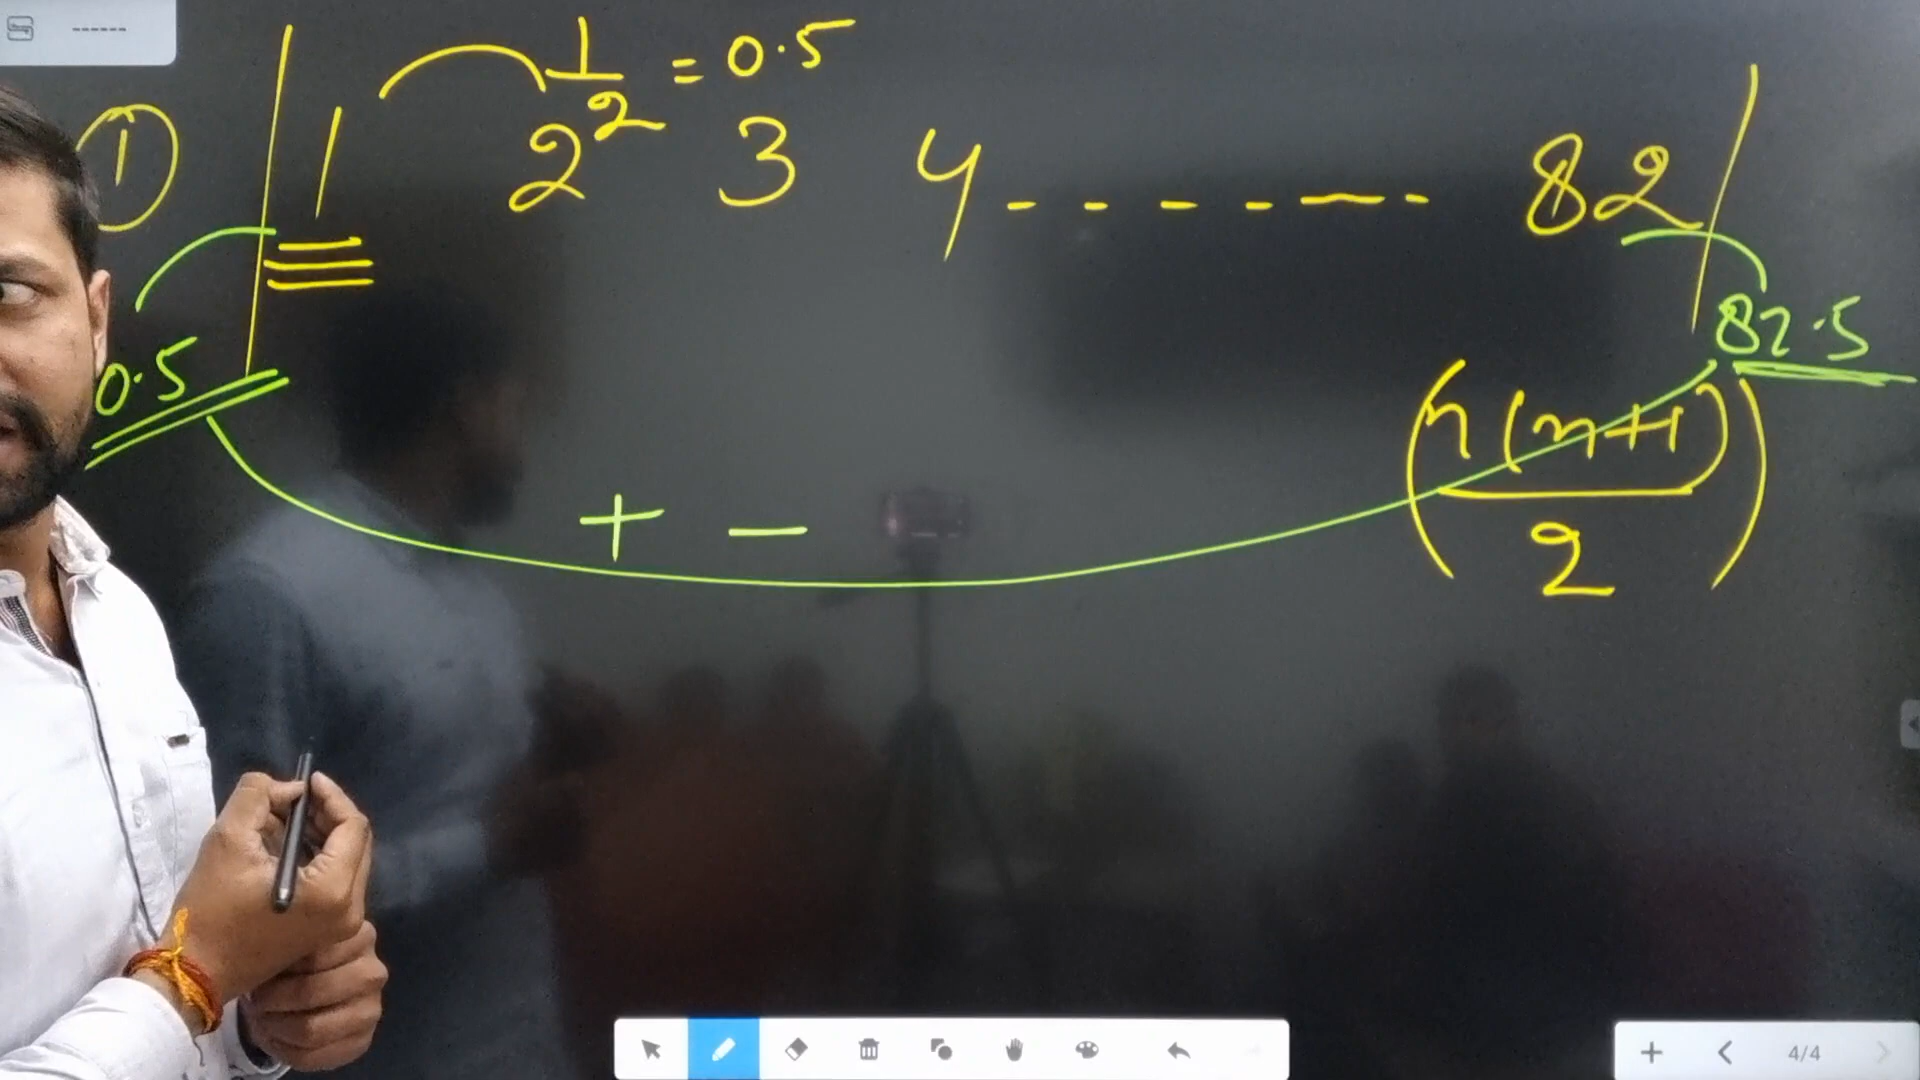 1/2 = 0.5
① | 1 2 3 4 - - - - - - 82 |
0.5 82.5
(n(n+1)/2)
+ −
4/4